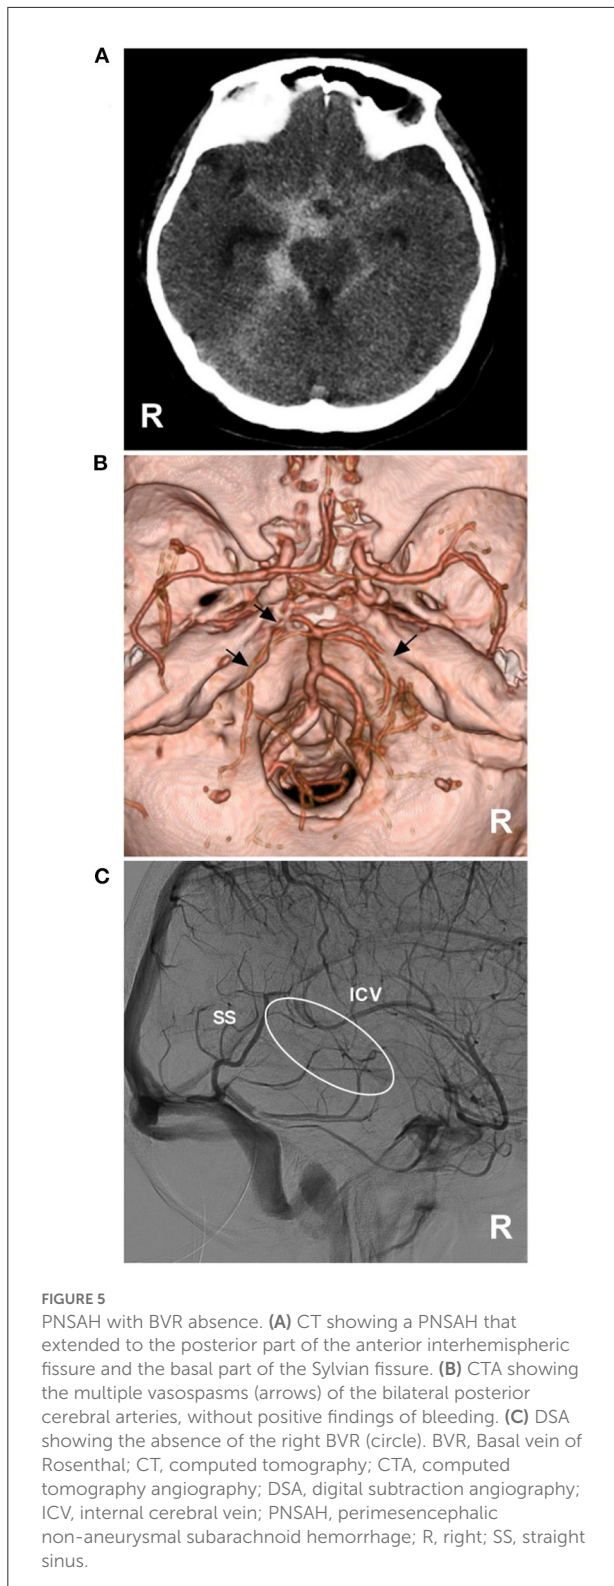 A
R
B
R
C
ICV
SS
R
FIGURE 5
PNSAH with BVR absence. (A) CT showing a PNSAH that
extended to the posterior part of the anterior interhemispheric
fissure and the basal part of the Sylvian fissure. (B) CTA showing
the multiple vasospasms (arrows) of the bilateral posterior
cerebral arteries, without positive findings of bleeding. (C) DSA
showing the absence of the right BVR (circle). BVR, Basal vein of
Rosenthal; CT, computed tomography; CTA, computed
tomography angiography; DSA, digital subtraction angiography;
ICV, internal cerebral vein; PNSAH, perimesencephalic
non-aneurysmal subarachnoid hemorrhage; R, right; SS, straight
sinus.